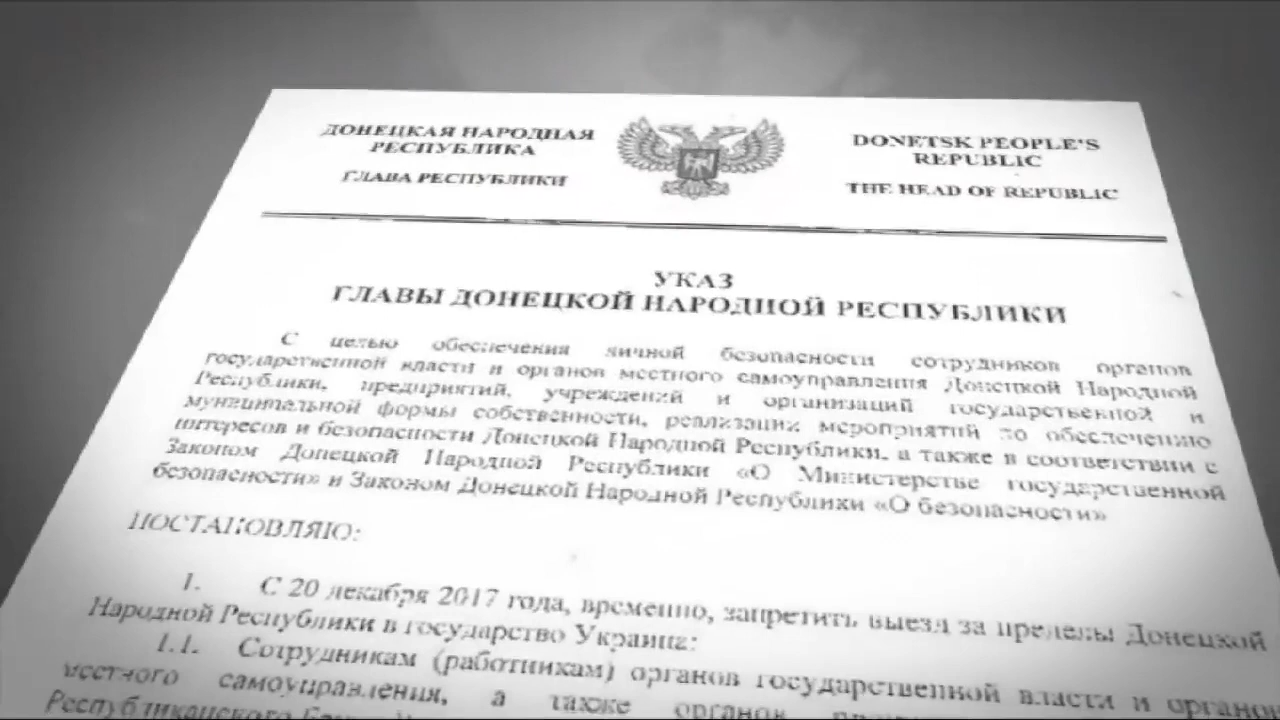 ДОНЕЦКАЯ НАРОДНАЯ
РЕСПУБЛИКА
ГЛАВА РЕСПУБЛИКИ
DONETSK PEOPLE'S
REPUBLIC
THE HEAD OF REPUBLIC
УКАЗ
ГЛАВЫ ДОНЕЦКОЙ НАРОДНОЙ РЕСПУБЛИКИ
С целью обеспечения личной безопасности сотрудников органов
государственной власти и органов местного самоуправления Донецкой Народной
Республики, предприятий, учреждений и организаций государственной и
муниципальной формы собственности, реализации мероприятий по обеспечению
интересов и безопасности Донецкой Народной Республики, а также в соответствии с
Законом Донецкой Народной Республики «О Министерстве государственной
безопасности» и Законом Донецкой Народной Республики «О безопасности»
ПОСТАНОВЛЯЮ:
1. С 20 декабря 2017 года, временно, запретить выезд за пределы Донецкой
Народной Республики в государство Украина:
1.1. Сотрудникам (работникам) органов государственной власти и органов
местного самоуправления, а также органов
Республиканского